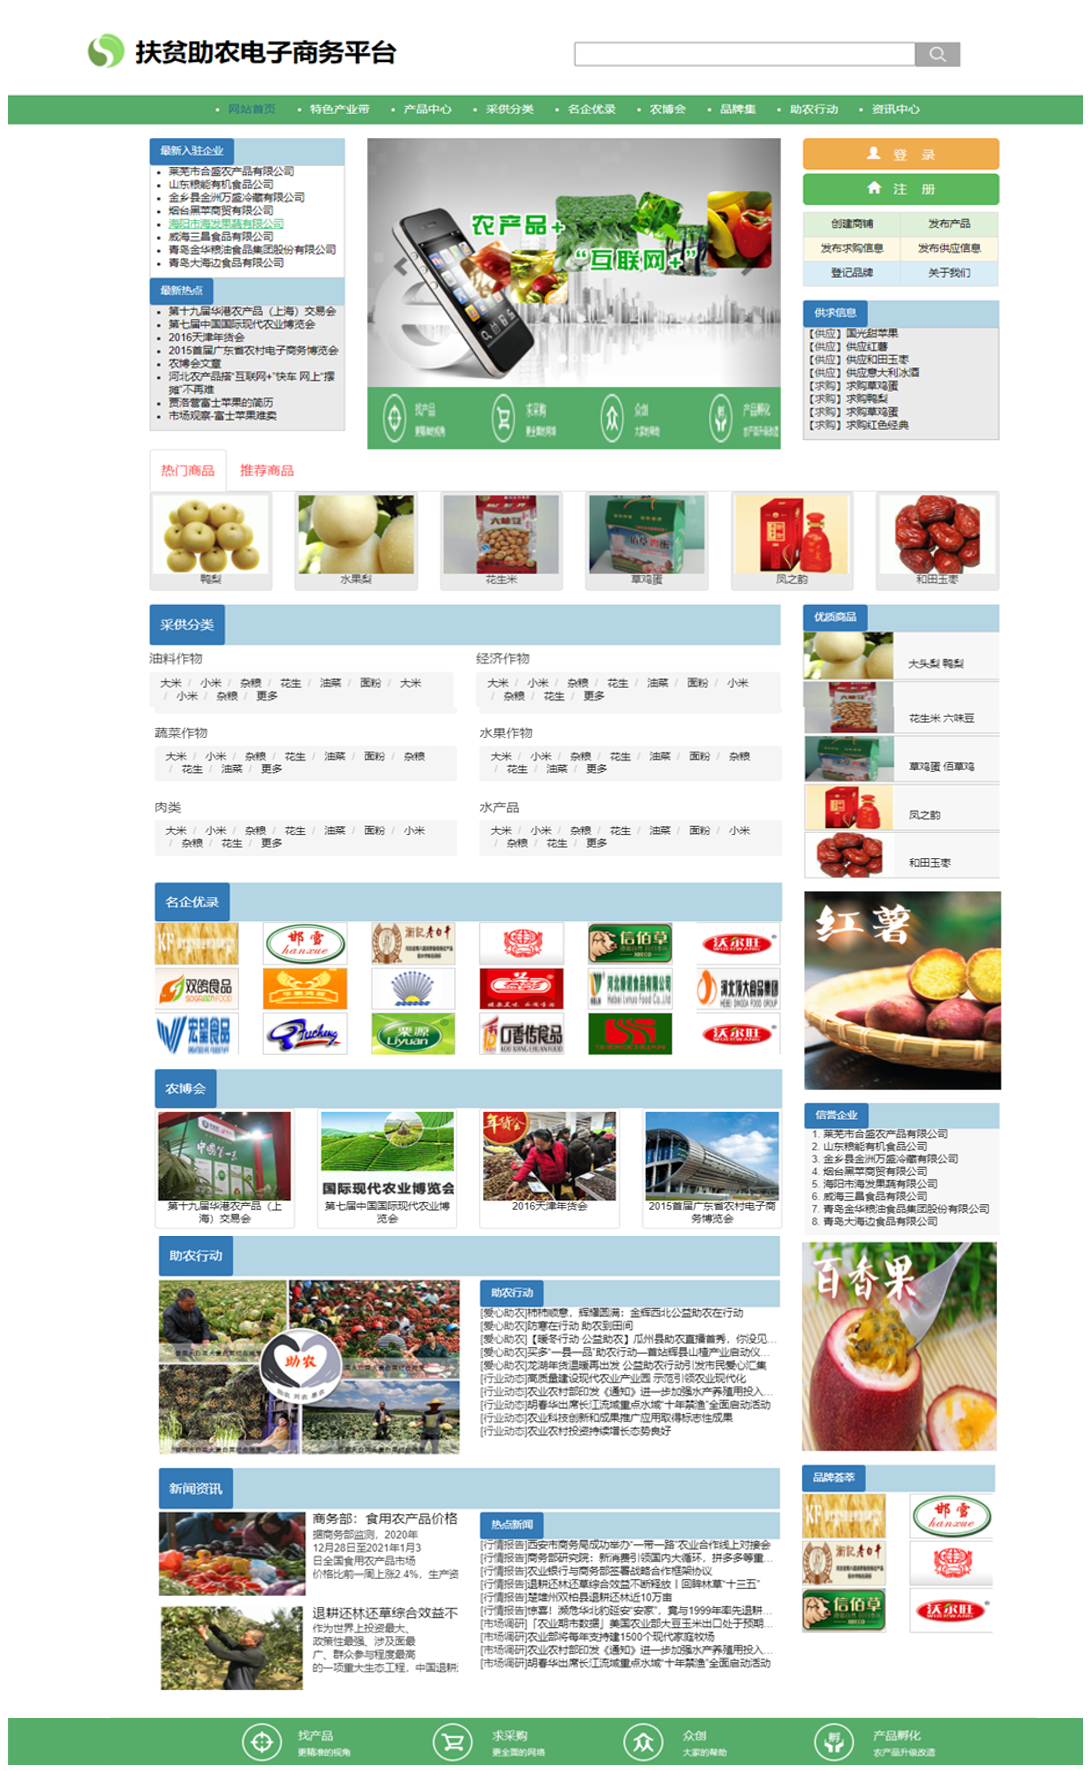 扶贫助农电子商务平台
网站首页 特色产业带 产品中心 采供分类 名企优录 农博会 品牌集 助农行动 资讯中心
最新入驻企业
莱芜市合盛农产品有限公司
山东粮能有机食品公司
金乡县金洲万盛冷藏有限公司
烟台黑苹商贸有限公司
海阳市海发果蔬有限公司
威海三昌食品有限公司
青岛金华粮油食品集团股份有限公司
青岛大海边食品有限公司
最新热点
第十九届华港农产品（上海）交易会
第七届中国国际现代农业博览会
2016天津年货会
2015首届广东省农村电子商务博览会
农博会文章
河北农产品搭“互联网+”快车 网上“摆
摊”不再难
贾洛营富士苹果的简历
市场观察-富士苹果难卖
农产品+
“互联网+”
找产品
更精准的视角
求采购
更全面的网络
众创
大家的帮助
产品孵化
农产品升级改造
登 录
注 册
创建商铺 发布产品
发布求购信息 发布供应信息
登记品牌 关于我们
供求信息
【供应】国光甜苹果
【供应】供应红薯
【供应】供应和田玉枣
【供应】供应意大利冰酒
【求购】求购草鸡蛋
【求购】求购鸭梨
【求购】求购草鸡蛋
【求购】求购红色经典
热门商品 推荐商品
鸭梨 水果梨 花生米 草鸡蛋 凤之韵 和田玉枣
采供分类
油料作物
大米 / 小米 / 杂粮 / 花生 / 油菜 / 面粉 / 大米
/ 小米 / 杂粮 / 更多
经济作物
大米 / 小米 / 杂粮 / 花生 / 油菜 / 面粉 / 小米
/ 杂粮 / 花生 / 更多
蔬菜作物
大米 / 小米 / 杂粮 / 花生 / 油菜 / 面粉 / 杂粮
/ 花生 / 油菜 / 更多
水果作物
大米 / 小米 / 杂粮 / 花生 / 油菜 / 面粉 / 杂粮
/ 花生 / 油菜 / 更多
肉类
大米 / 小米 / 杂粮 / 花生 / 油菜 / 面粉 / 小米
/ 杂粮 / 花生 / 更多
水产品
大米 / 小米 / 杂粮 / 花生 / 油菜 / 面粉 / 小米
/ 杂粮 / 花生 / 更多
优质商品
大头梨 鸭梨
花生米 六味豆
草鸡蛋 佰草鸡
凤之韵
和田玉枣
名企优录
KF
邯雪
hanxue
信佰草
XBECO
沃尔旺
WOERWANG
双鸽食品
SOGREENFOOD
河北绿诺食品有限公司
Hebei Lvnuo Food Co.,ltd
河北顶大食品集团
HEBEI DINGDA FOOD GROUP
宏望食品
Fucheng
栗源
Liyuan
口香传食品
KOU XIANG CHUAN FOOD
沃尔旺
WOERWANG
红薯
农博会
年货会
国际现代农业博览会
第十九届华港农产品（上
海）交易会
第七届中国国际现代农业博
览会
2016天津年货会
2015首届广东省农村电子商
务博览会
信誉企业
1. 莱芜市合盛农产品有限公司
2. 山东粮能有机食品公司
3. 金乡县金洲万盛冷藏有限公司
4. 烟台黑苹商贸有限公司
5. 海阳市海发果蔬有限公司
6. 威海三昌食品有限公司
7. 青岛金华粮油食品集团股份有限公司
8. 青岛大海边食品有限公司
百香果
助农行动
助农
助农行动
[爱心助农]柿柿顺意，辉耀圆满：金辉西北公益助农在行动
[爱心助农]防寒在行动 助农到田间
[爱心助农]【暖冬行动 公益助农】瓜州县助农直播首秀，你没见...
[爱心助农]买多“一县一品”助农行动—首站辉县山楂产业启动仪...
[爱心助农]龙湖年货温暖再出发 公益助农行动引发市民爱心汇集
[行业动态]高质量建设现代农业产业园 示范引领农业现代化
[行业动态]农业农村部印发《通知》进一步加强水产养殖用投入...
[行业动态]胡春华出席长江流域重点水域“十年禁渔”全面启动活动
[行业动态]农业科技创新和成果推广应用取得标志性成果
[行业动态]农业农村投资持续增长态势良好
新闻资讯
商务部：食用农产品价格
据商务部监测，2020年
12月28日至2021年1月3
日全国食用农产品市场
价格比前一周上涨2.4%，生产资
退耕还林还草综合效益不
作为世界上投资最大、
政策性最强、涉及面最
广、群众参与程度最高
的一项重大生态工程，中国退耕
热点新闻
[行情报告]西安市商务局成功举办“一带一路”农业合作线上对接会
[行情报告]商务部研究院：新消费引领国内大循环，拼多多等重...
[行情报告]农业银行与商务部签署战略合作框架协议
[行情报告]退耕还林还草综合效益不断释放丨回眸林草“十三五”
[行情报告]楚雄州双柏县退耕还林近10万亩
[行情报告]惊喜！濒危华北豹延安“安家”，竟与1999年率先退耕...
[市场调研]「农业期市数据」美国农业部大豆玉米出口处于预期...
[市场调研]农业部将每年支持建1500个现代家庭牧场
[市场调研]农业农村部印发《通知》进一步加强水产养殖用投入...
[市场调研]胡春华出席长江流域重点水域“十年禁渔”全面启动活动
品牌荟萃
KF
邯雪
hanxue
信佰草
XBECO
沃尔旺
WOERWANG
找产品
更精准的视角
求采购
更全面的网络
众创
大家的帮助
产品孵化
农产品升级改造